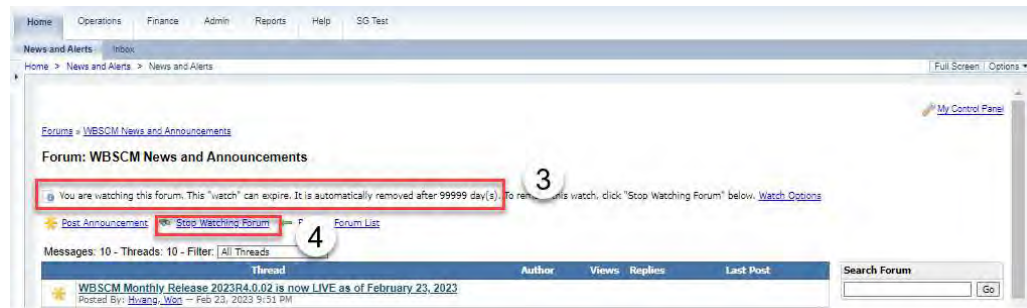 Home Operations Finance Admin Reports Help SG Test
News and Alerts Inbox
Home > News and Alerts > News and Alerts Full Screen Options
My Control Panel
Forums » WBSCM News and Announcements
Forum: WBSCM News and Announcements
You are watching this forum. This "watch" can expire. It is automatically removed after 99999 day(s). To this watch, click "Stop Watching Forum" below. Watch Options
3
Post Announcement Stop Watching Forum Forum List
4
Messages: 10 - Threads: 10 - Filter: All Threads
Thread Author Views Replies Last Post Search Forum
WBSCM Monthly Release 2023R4.0.02 is now LIVE as of February 23, 2023
Posted By: Hwang, Won — Feb 23, 2023 9:51 PM Go